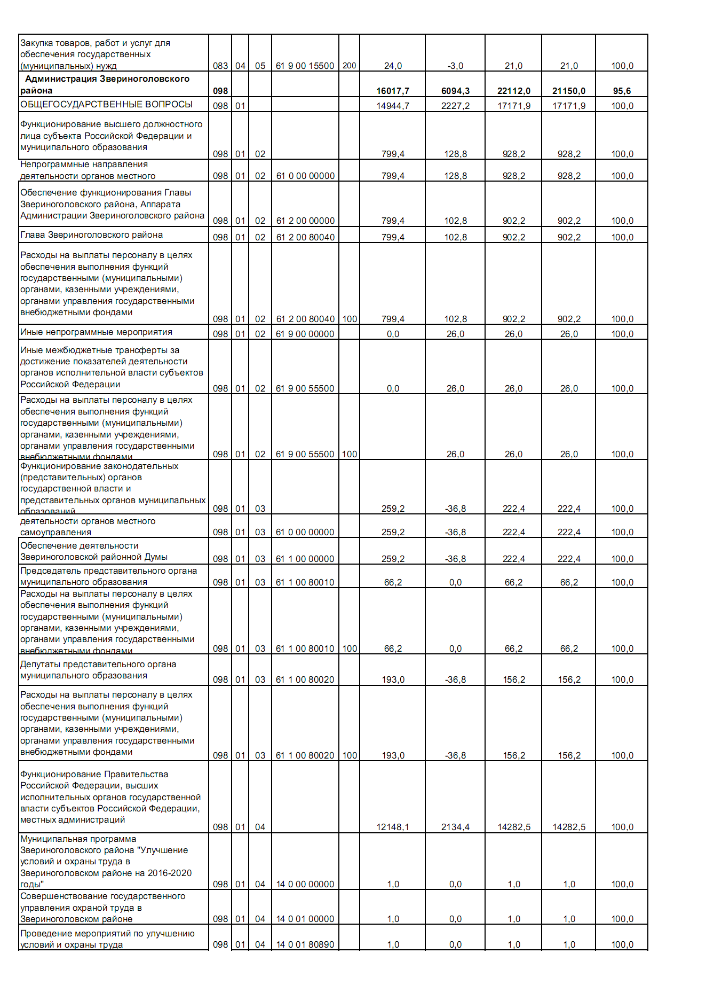 Закупка товаров, работ и услуг для
обеспечения государственных
(муниципальных) нужд 083 04 05 61 9 00 15500 200 24,0 -3,0 21,0 21,0 100,0
Администрация Звериноголовского
района 098 16017,7 6094,3 22112,0 21150,0 95,6
ОБЩЕГОСУДАРСТВЕННЫЕ ВОПРОСЫ 098 01 14944,7 2227,2 17171,9 17171,9 100,0
Функционирование высшего должностного
лица субъекта Российской Федерации и
муниципального образования
098 01 02 799,4 128,8 928,2 928,2 100,0
Непрограммные направления
деятельности органов местного 098 01 02 61 0 00 00000 799,4 128,8 928,2 928,2 100,0
Обеспечение функционирования Главы
Звериноголовского района, Аппарата
Администрации Звериноголовского района 098 01 02 61 2 00 00000 799,4 102,8 902,2 902,2 100,0
Глава Звериноголовского района 098 01 02 61 2 00 80040 799,4 102,8 902,2 902,2 100,0
Расходы на выплаты персоналу в целях
обеспечения выполнения функций
государственными (муниципальными)
органами, казенными учреждениями,
органами управления государственными
внебюджетными фондами
098 01 02 61 2 00 80040 100 799,4 102,8 902,2 902,2 100,0
Иные непрограммные мероприятия 098 01 02 61 9 00 00000 0,0 26,0 26,0 26,0 100,0
Иные межбюджетные трансферты за
достижение показателей деятельности
органов исполнительной власти субъектов
Российской Федерации 098 01 02 61 9 00 55500 0,0 26,0 26,0 26,0 100,0
Расходы на выплаты персоналу в целях
обеспечения выполнения функций
государственными (муниципальными)
органами, казенными учреждениями,
органами управления государственными
внебюджетными фондами 098 01 02 61 9 00 55500 100 26,0 26,0 26,0 100,0
Функционирование законодательных
(представительных) органов
государственной власти и
представительных органов муниципальных
образований 098 01 03 259,2 -36,8 222,4 222,4 100,0
деятельности органов местного
самоуправления 098 01 03 61 0 00 00000 259,2 -36,8 222,4 222,4 100,0
Обеспечение деятельности
Звериноголовской районной Думы 098 01 03 61 1 00 00000 259,2 -36,8 222,4 222,4 100,0
Председатель представительного органа
муниципального образования 098 01 03 61 1 00 80010 66,2 0,0 66,2 66,2 100,0
Расходы на выплаты персоналу в целях
обеспечения выполнения функций
государственными (муниципальными)
органами, казенными учреждениями,
органами управления государственными
внебюджетными фондами 098 01 03 61 1 00 80010 100 66,2 0,0 66,2 66,2 100,0
Депутаты представительного органа
муниципального образования 098 01 03 61 1 00 80020 193,0 -36,8 156,2 156,2 100,0
Расходы на выплаты персоналу в целях
обеспечения выполнения функций
государственными (муниципальными)
органами, казенными учреждениями,
органами управления государственными
внебюджетными фондами 098 01 03 61 1 00 80020 100 193,0 -36,8 156,2 156,2 100,0
Функционирование Правительства
Российской Федерации, высших
исполнительных органов государственной
власти субъектов Российской Федерации,
местных администраций
098 01 04 12148,1 2134,4 14282,5 14282,5 100,0
Муниципальная программа
Звериноголовского района "Улучшение
условий и охраны труда в
Звериноголовском районе на 2016-2020
годы" 098 01 04 14 0 00 00000 1,0 0,0 1,0 1,0 100,0
Совершенствование государственного
управления охраной труда в
Звериноголовском районе 098 01 04 14 0 01 00000 1,0 0,0 1,0 1,0 100,0
Проведение мероприятий по улучшению
условий и охраны труда 098 01 04 14 0 01 80890 1,0 0,0 1,0 1,0 100,0